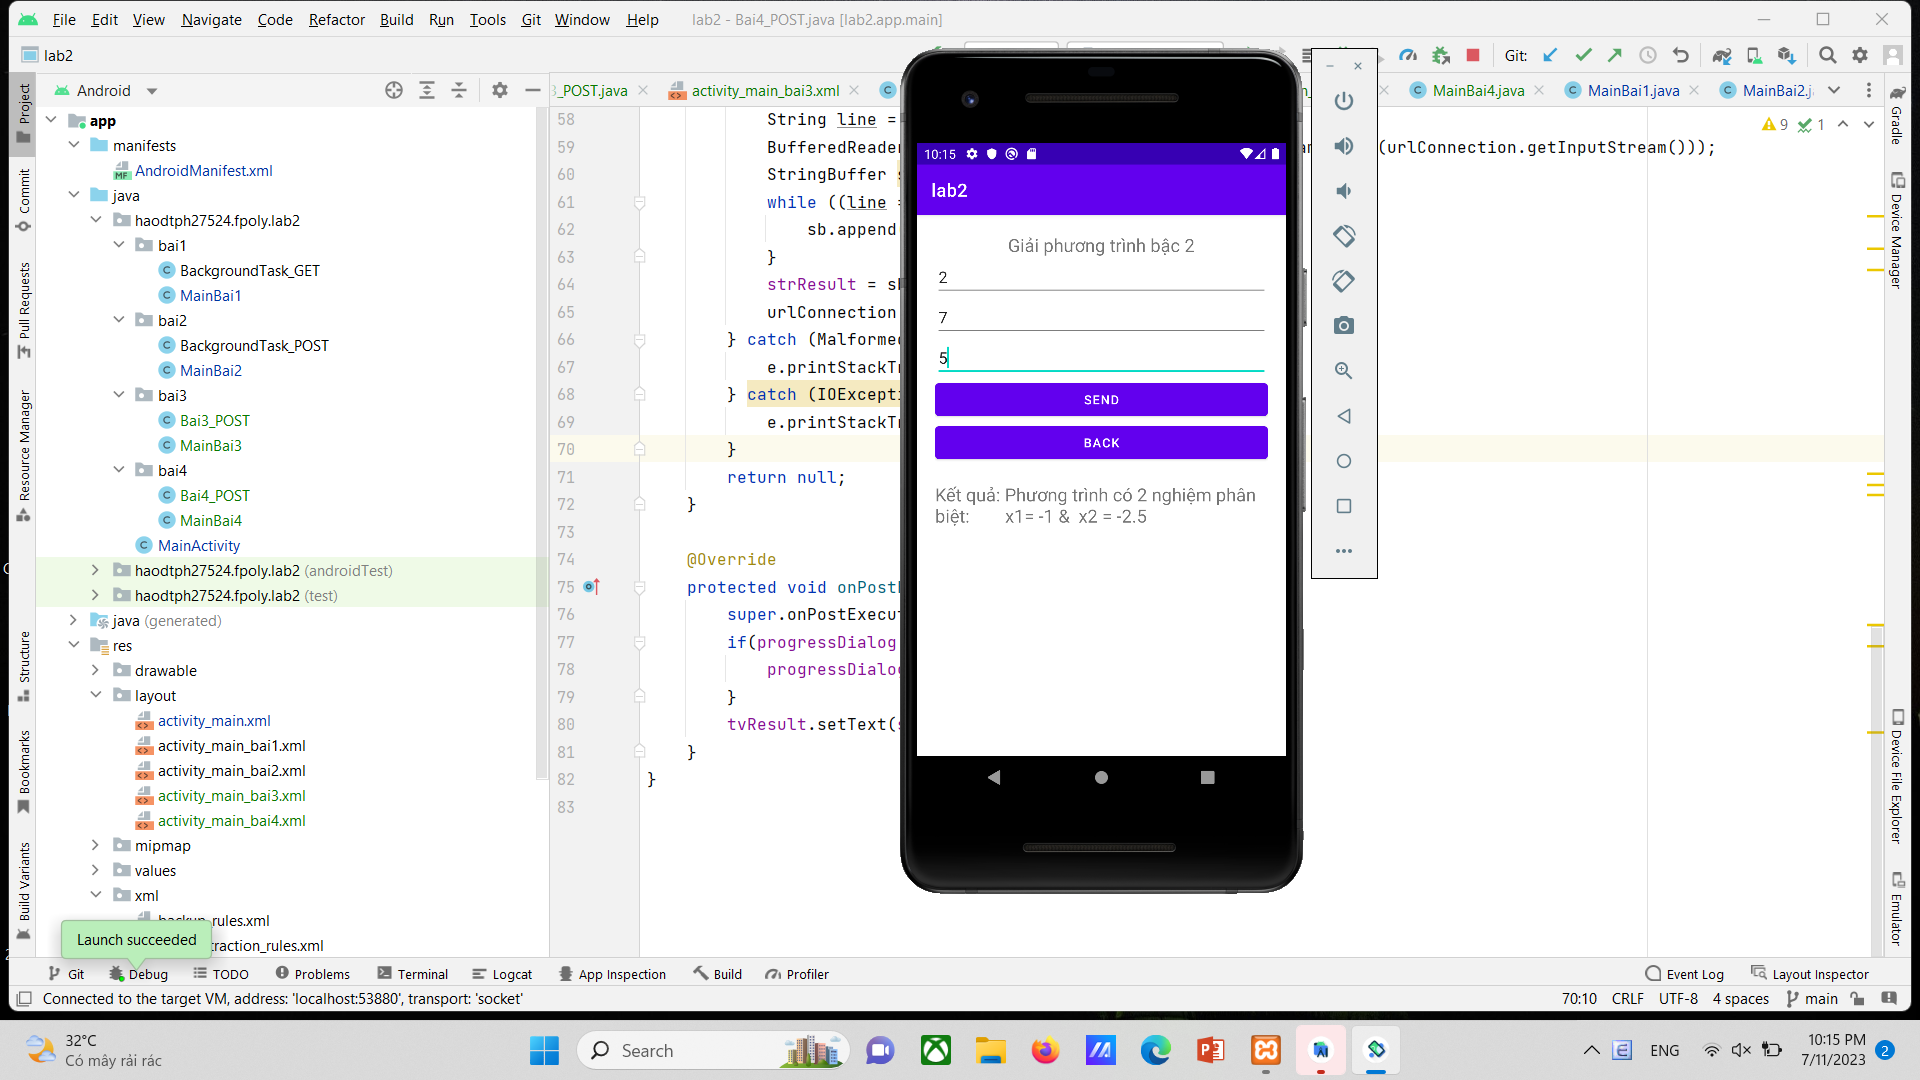 File Edit View Navigate Code Refactor Build Run Tools Git Window Help lab2 - Bai4_POST.java [lab2.app.main]
lab2
Git:
Android
_POST.java
activity_main_bai3.xml
MainBai4.java
MainBai1.java
MainBai2.j
Project
Commit
Pull Requests
Resource Manager
Structure
Bookmarks
Build Variants
app
manifests
AndroidManifest.xml
java
haodtph27524.fpoly.lab2
bai1
BackgroundTask_GET
MainBai1
bai2
BackgroundTask_POST
MainBai2
bai3
Bai3_POST
MainBai3
bai4
Bai4_POST
MainBai4
MainActivity
haodtph27524.fpoly.lab2 (androidTest)
haodtph27524.fpoly.lab2 (test)
java (generated)
res
drawable
layout
activity_main.xml
activity_main_bai1.xml
activity_main_bai2.xml
activity_main_bai3.xml
activity_main_bai4.xml
mipmap
values
xml
backup_rules.xml
traction_rules.xml
Launch succeeded
9 1
58 String line =
59 BufferedReader (urlConnection.getInputStream()));
60 StringBuffer
61 while ((line =
62 sb.append
63 }
64 strResult =
65 urlConnection
66 } catch (Malformed
67 e.printStackT
68 } catch (IOExcepti
69 e.printStackT
70 }
71 return null;
72 }
73
74 @Override
75 protected void onPost
76 super.onPostExecut
77 if(progressDialog
78 progressDialog
79 }
80 tvResult.setText(
81 }
82 }
83
10:15
lab2
Giải phương trình bậc 2
2
7
5
SEND
BACK
Kết quả: Phương trình có 2 nghiệm phân
biệt: x1= -1 & x2 = -2.5
Gradle
Device Manager
Device File Explorer
Emulator
Git Debug TODO Problems Terminal Logcat App Inspection Build Profiler Event Log Layout Inspector
Connected to the target VM, address: 'localhost:53880', transport: 'socket' 70:10 CRLF UTF-8 4 spaces main
32°C
Có mây rải rác
Search
ENG
10:15 PM
7/11/2023
2